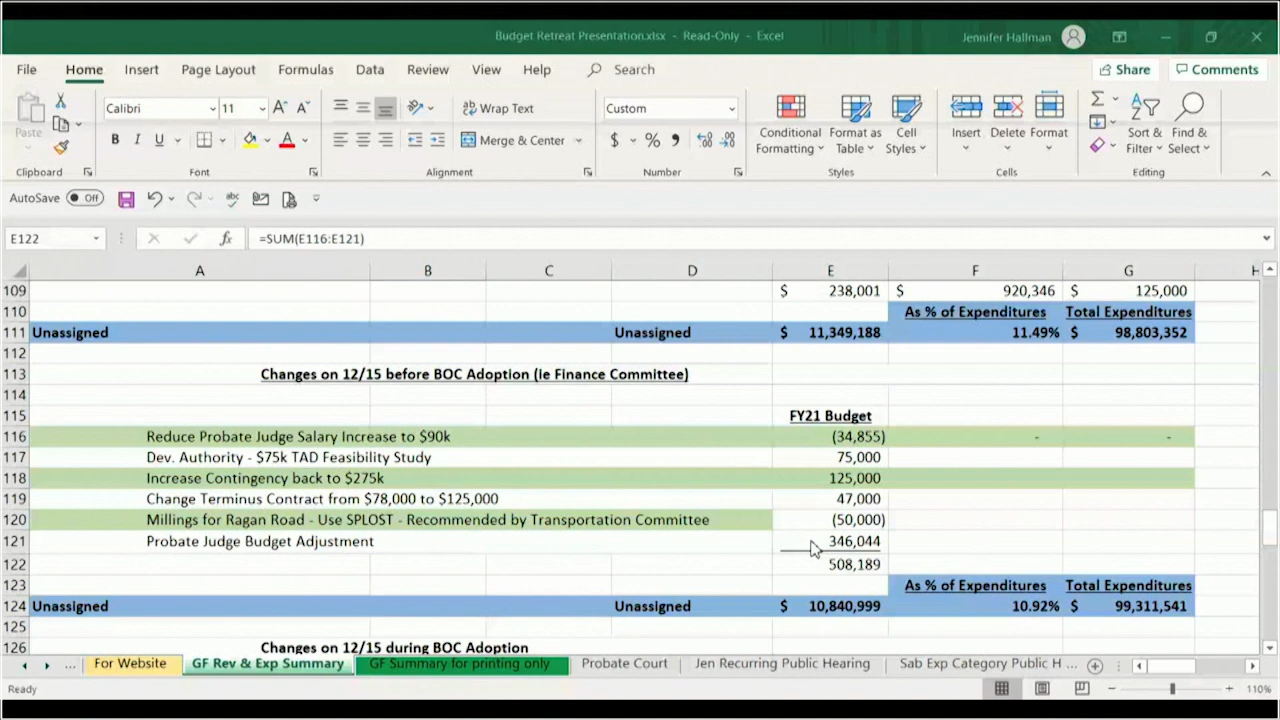 Budget Retreat Presentation.xlsx - Read-Only - Excel Jennifer Hallman
File Home Insert Page Layout Formulas Data Review View Help Search Share Comments
Paste Calibri 11 Wrap Text Custom Conditional Formatting Format as Table Cell Styles Insert Delete Format Sort & Filter Find & Select
B I U Merge & Center $ % ,
Clipboard Font Alignment Number Styles Cells Editing
AutoSave Off
E122 fx =SUM(E116:E121)
A B C D E F G H
109 $ 238,001 $ 920,346 $ 125,000
110 As % of Expenditures Total Expenditures
111 Unassigned Unassigned $ 11,349,188 11.49% $ 98,803,352
112
113 Changes on 12/15 before BOC Adoption (ie Finance Committee)
114
115 FY21 Budget
116 Reduce Probate Judge Salary Increase to $90k (34,855) - -
117 Dev. Authority - $75k TAD Feasibility Study 75,000
118 Increase Contingency back to $275k 125,000
119 Change Terminus Contract from $78,000 to $125,000 47,000
120 Millings for Ragan Road - Use SPLOST - Recommended by Transportation Committee (50,000)
121 Probate Judge Budget Adjustment 346,044
122 508,189
123 As % of Expenditures Total Expenditures
124 Unassigned Unassigned $ 10,840,999 10.92% $ 99,311,541
125
126 Changes on 12/15 during BOC Adoption
... For Website GF Rev & Exp Summary GF Summary for printing only Probate Court Jen Recurring Public Hearing Sab Exp Category Public H ...
Ready 110%